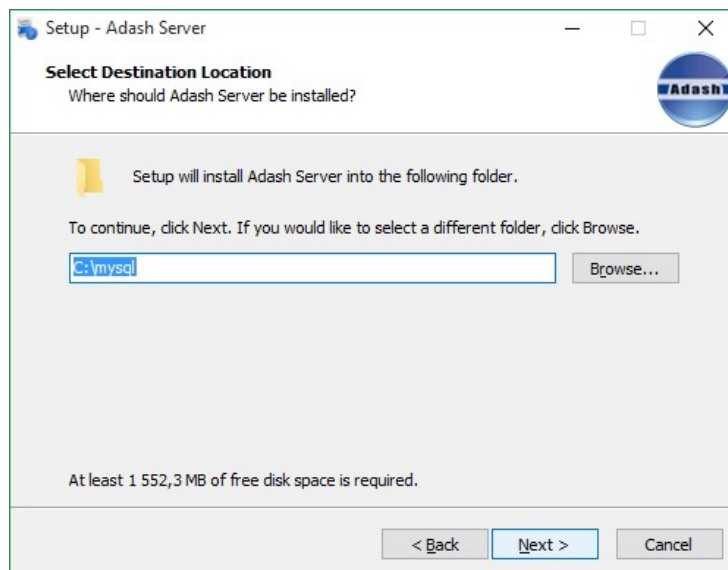 Setup - Adash Server
Select Destination Location
Where should Adash Server be installed?
Adash
Setup will install Adash Server into the following folder.
To continue, click Next. If you would like to select a different folder, click Browse.
C:\mysql
Browse...
At least 1 552,3 MB of free disk space is required.
< Back
Next >
Cancel